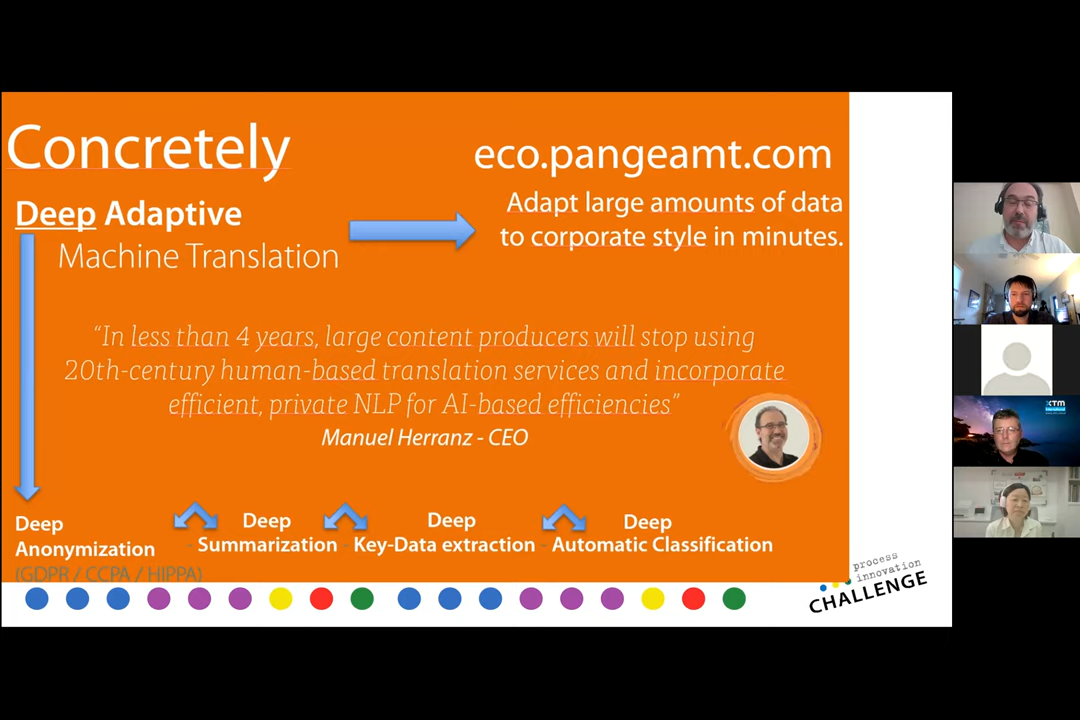 Concretely
eco.pangeamt.com
Deep Adaptive
Machine Translation
Adapt large amounts of data
to corporate style in minutes.
“In less than 4 years, large content producers will stop using
20th-century human-based translation services and incorporate
efficient, private NLP for AI-based efficiencies”
Manuel Herranz - CEO
Deep
Anonymization
(GDPR / CCPA / HIPPA)
Deep
- Summarization
Deep
- Key-Data extraction
Deep
- Automatic Classification
process
innovation
CHALLENGE
XTM